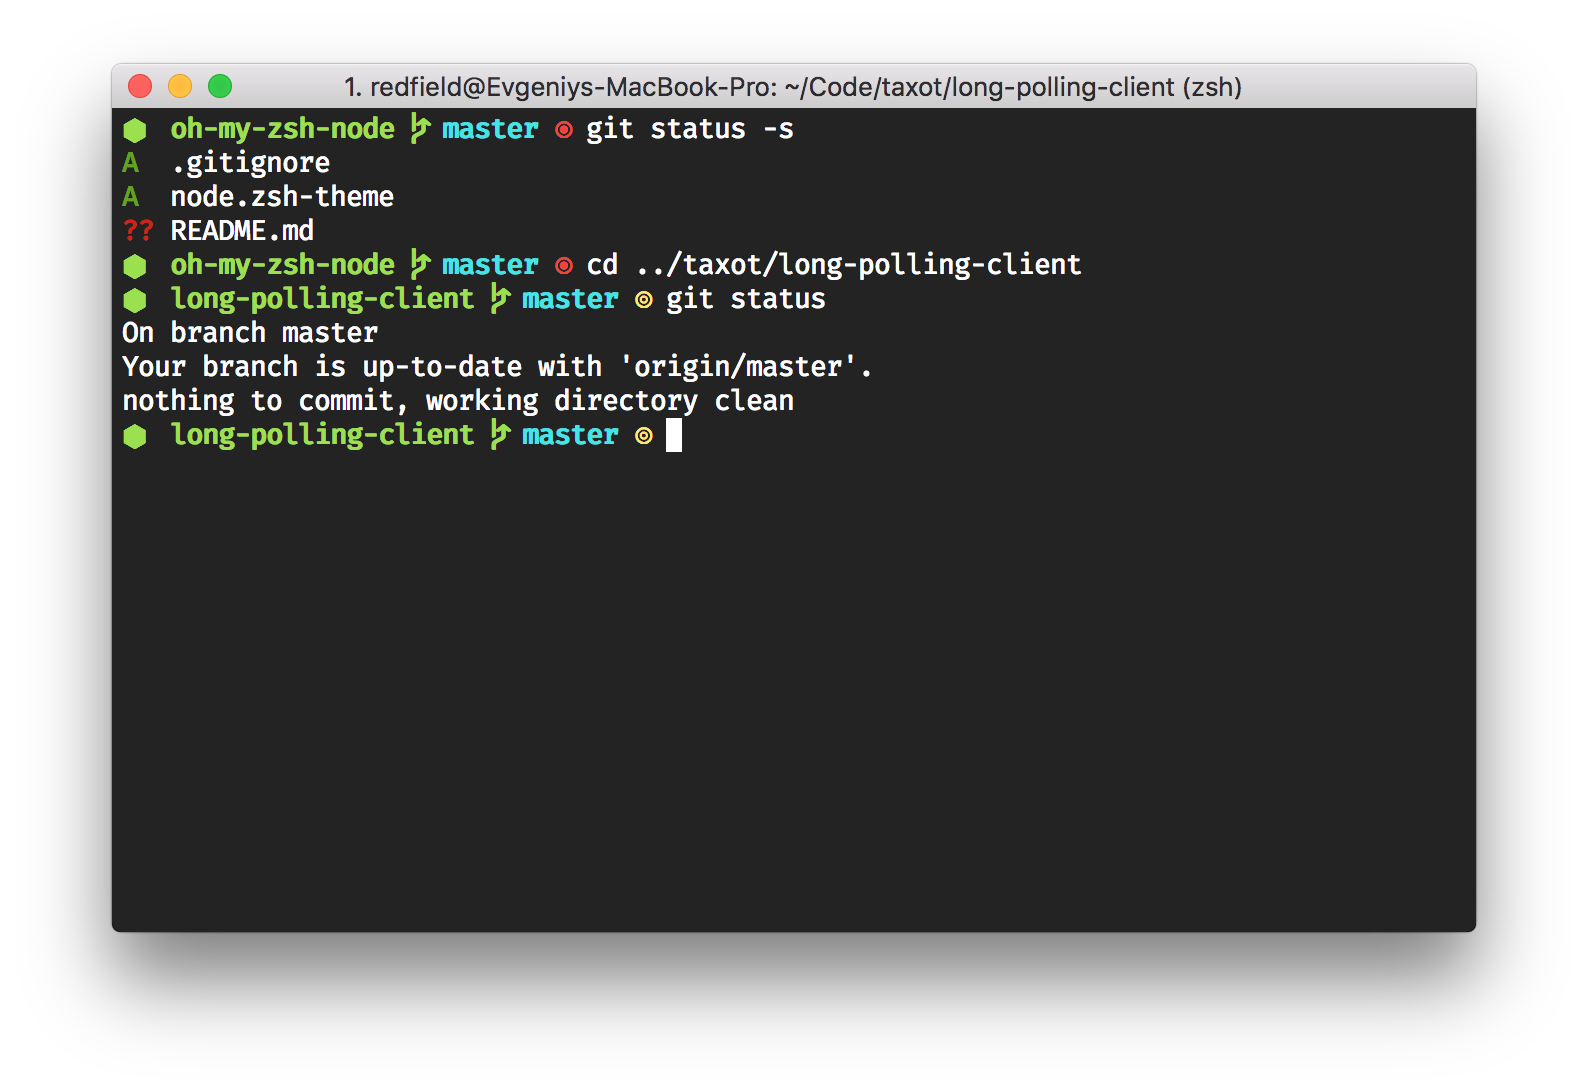 1. redfield@Evgeniys-MacBook-Pro: ~/Code/taxot/long-polling-client (zsh)
⬢ oh-my-zsh-node master ◉ git status -s
A .gitignore
A node.zsh-theme
?? README.md
⬢ oh-my-zsh-node master ◉ cd ../taxot/long-polling-client
⬢ long-polling-client master ◎ git status
On branch master
Your branch is up-to-date with 'origin/master'.
nothing to commit, working directory clean
⬢ long-polling-client master ◎